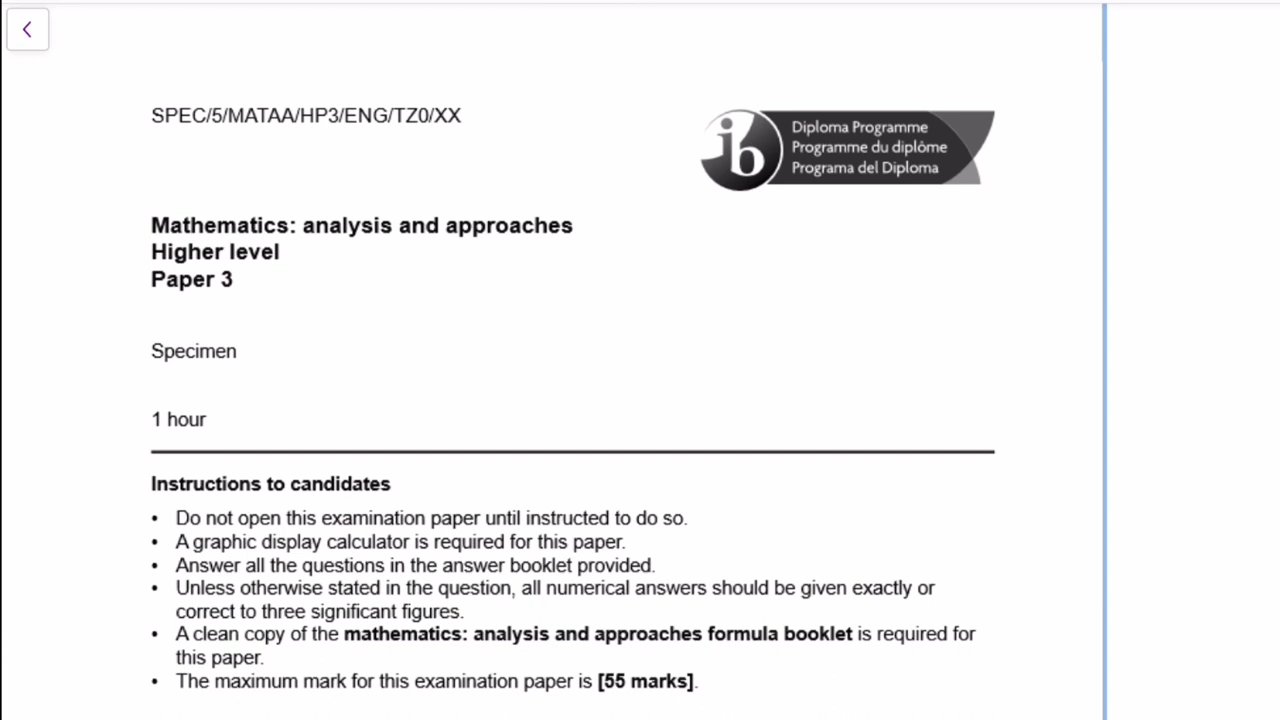 SPEC/5/MATAA/HP3/ENG/TZ0/XX
ib
Diploma Programme
Programme du diplôme
Programa del Diploma
Mathematics: analysis and approaches
Higher level
Paper 3
Specimen
1 hour
Instructions to candidates
• Do not open this examination paper until instructed to do so.
• A graphic display calculator is required for this paper.
• Answer all the questions in the answer booklet provided.
• Unless otherwise stated in the question, all numerical answers should be given exactly or
correct to three significant figures.
• A clean copy of the mathematics: analysis and approaches formula booklet is required for
this paper.
• The maximum mark for this examination paper is [55 marks].